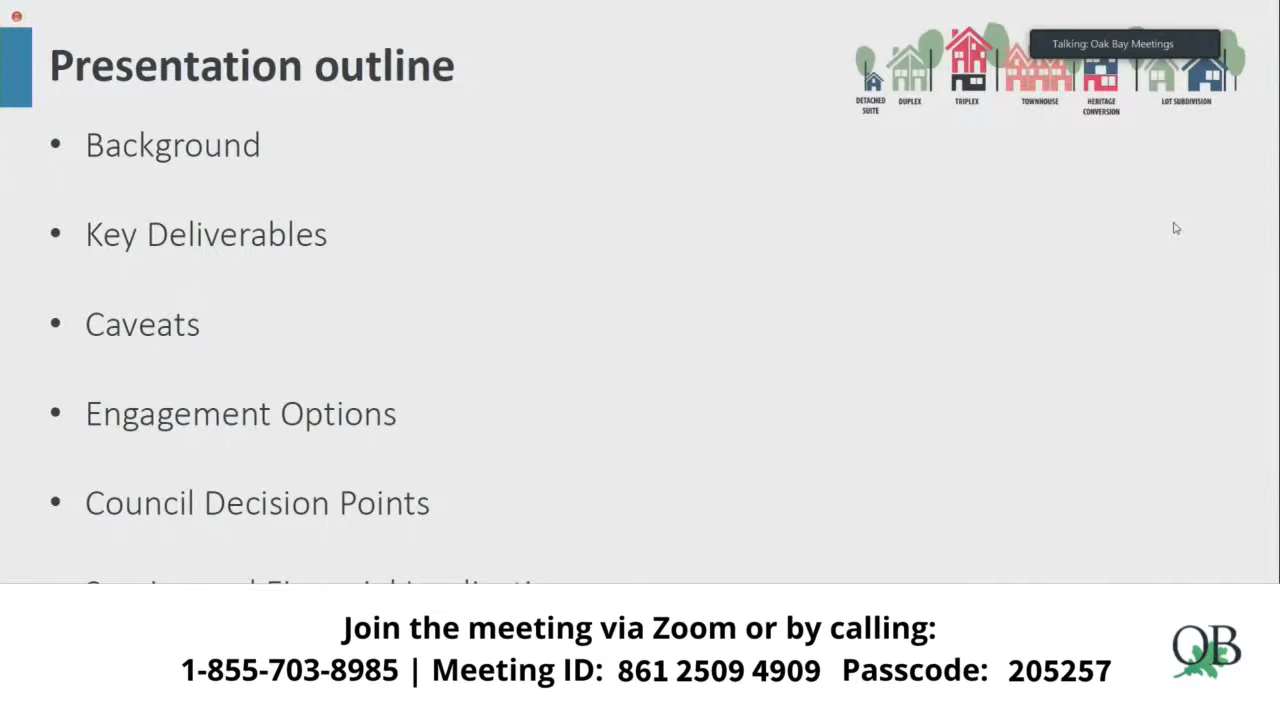 Presentation outline
Talking: Oak Bay Meetings
DETACHED
SUITE
DUPLEX
TRIPLEX
TOWNHOUSE
HERITAGE
CONVERSION
LOT SUBDIVISION
• Background
• Key Deliverables
• Caveats
• Engagement Options
• Council Decision Points
Join the meeting via Zoom or by calling:
1-855-703-8985 | Meeting ID: 861 2509 4909 Passcode: 205257
OB